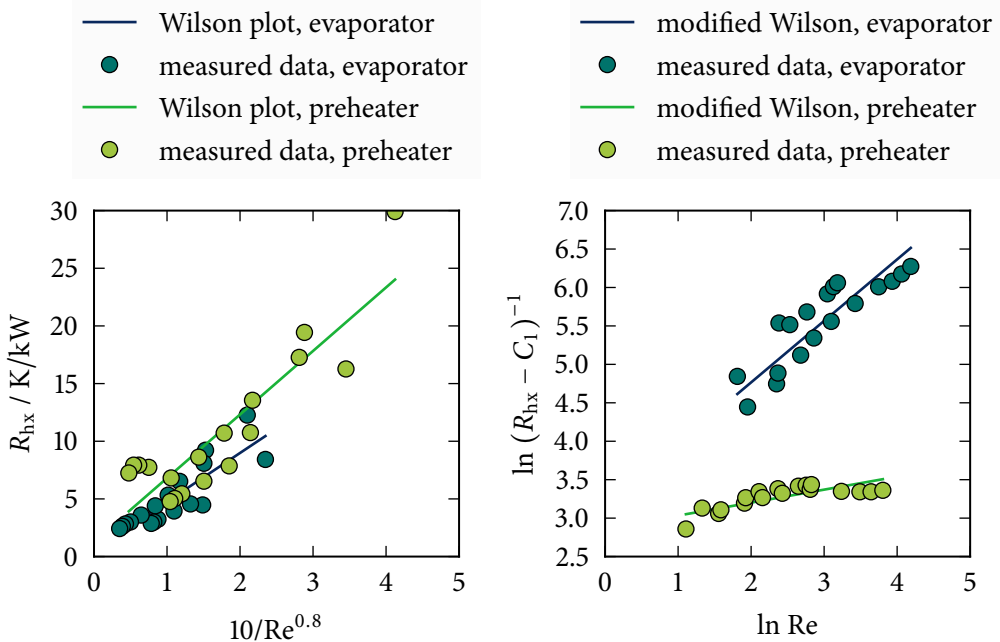 Wilson plot, evaporator
measured data, evaporator
Wilson plot, preheater
measured data, preheater
30
25
20
15
10
5
0
0 1 2 3 4 5
R_hx / K/kW
10/Re^0.8
modified Wilson, evaporator
measured data, evaporator
modified Wilson, preheater
measured data, preheater
7.0
6.5
6.0
5.5
5.0
4.5
4.0
3.5
3.0
2.5
0 1 2 3 4 5
ln (R_hx − C_1)^−1
ln Re